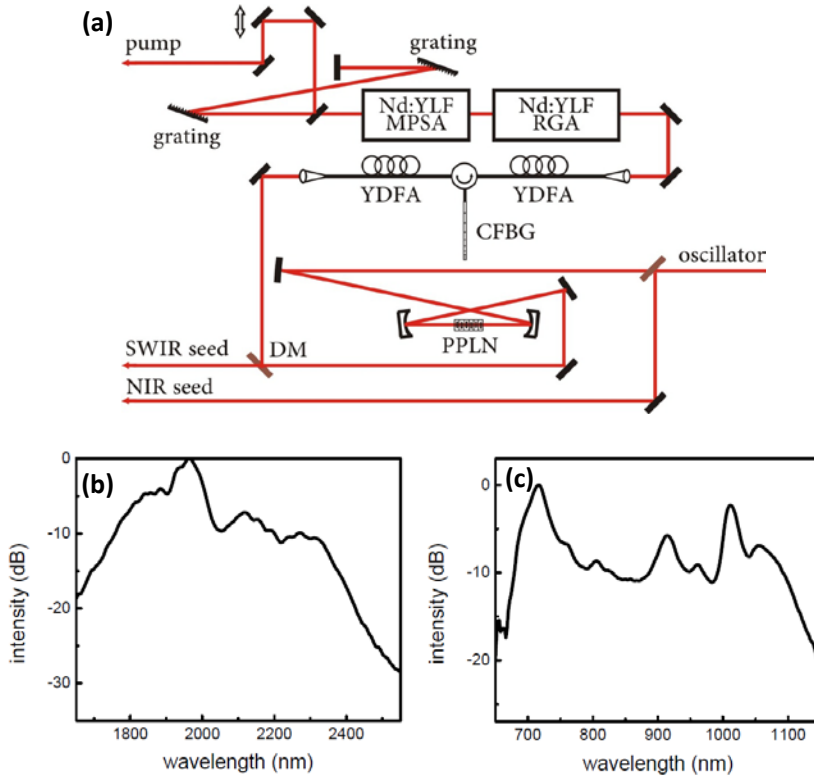 (a)
pump
grating
grating
Nd:YLF
MPSA
Nd:YLF
RGA
YDFA
YDFA
CFBG
oscillator
PPLN
SWIR seed
DM
NIR seed
(b)
0
-10
-20
-30
intensity (dB)
1800 2000 2200 2400
wavelength (nm)
(c)
0
-10
-20
intensity (dB)
700 800 900 1000 1100
wavelength (nm)